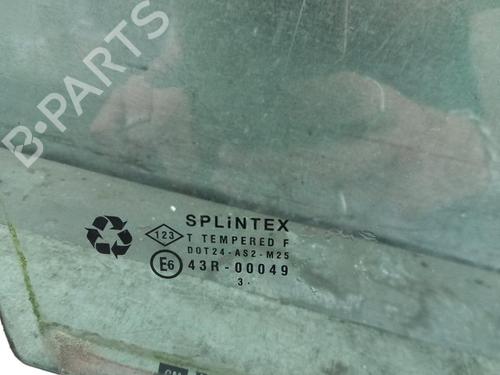 B-PARTS
SPLiNTEX
123 T TEMPERED F
DOT24-AS2-M25
E6 43R-00049
3.